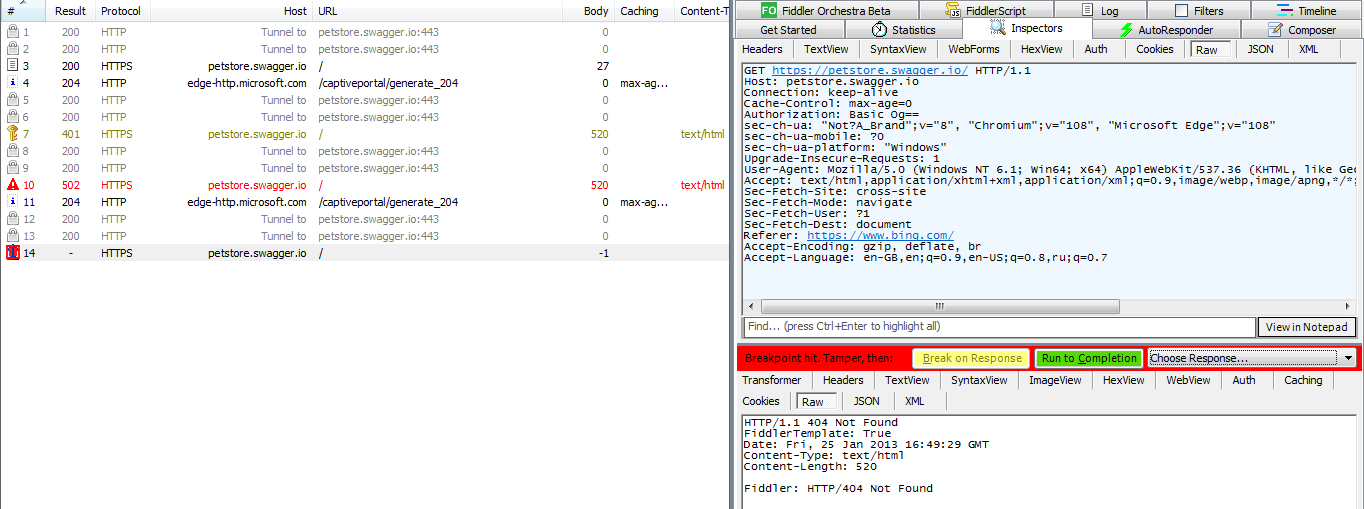 # Result Protocol Host URL Body Caching Content-T
1 200 HTTP Tunnel to petstore.swagger.io:443 0
2 200 HTTP Tunnel to petstore.swagger.io:443 0
3 200 HTTPS petstore.swagger.io / 27
4 204 HTTP edge-http.microsoft.com /captiveportal/generate_204 0 max-ag...
5 200 HTTP Tunnel to petstore.swagger.io:443 0
6 200 HTTP Tunnel to petstore.swagger.io:443 0
7 401 HTTPS petstore.swagger.io / 520 text/html
8 200 HTTP Tunnel to petstore.swagger.io:443 0
9 200 HTTP Tunnel to petstore.swagger.io:443 0
10 502 HTTPS petstore.swagger.io / 520 text/html
11 204 HTTP edge-http.microsoft.com /captiveportal/generate_204 0 max-ag...
12 200 HTTP Tunnel to petstore.swagger.io:443 0
13 200 HTTP Tunnel to petstore.swagger.io:443 0
14 - HTTPS petstore.swagger.io / -1
FO Fiddler Orchestra Beta JS FiddlerScript Log Filters Timeline
Get Started Statistics Inspectors AutoResponder Composer
Headers TextView SyntaxView WebForms HexView Auth Cookies Raw JSON XML
GET https://petstore.swagger.io/ HTTP/1.1
Host: petstore.swagger.io
Connection: keep-alive
Cache-Control: max-age=0
Authorization: Basic Og==
sec-ch-ua: "Not?A_Brand";v="8", "Chromium";v="108", "Microsoft Edge";v="108"
sec-ch-ua-mobile: ?0
sec-ch-ua-platform: "Windows"
Upgrade-Insecure-Requests: 1
User-Agent: Mozilla/5.0 (Windows NT 6.1; Win64; x64) AppleWebKit/537.36 (KHTML, like Gec
Accept: text/html,application/xhtml+xml,application/xml;q=0.9,image/webp,image/apng,*/*;
Sec-Fetch-Site: cross-site
Sec-Fetch-Mode: navigate
Sec-Fetch-User: ?1
Sec-Fetch-Dest: document
Referer: https://www.bing.com/
Accept-Encoding: gzip, deflate, br
Accept-Language: en-GB,en;q=0.9,en-US;q=0.8,ru;q=0.7
Find... (press Ctrl+Enter to highlight all) View in Notepad
Breakpoint hit. Tamper, then: Break on Response Run to Completion Choose Response...
Transformer Headers TextView SyntaxView ImageView HexView WebView Auth Caching
Cookies Raw JSON XML
HTTP/1.1 404 Not Found
FiddlerTemplate: True
Date: Fri, 25 Jan 2013 16:49:29 GMT
Content-Type: text/html
Content-Length: 520
Fiddler: HTTP/404 Not Found